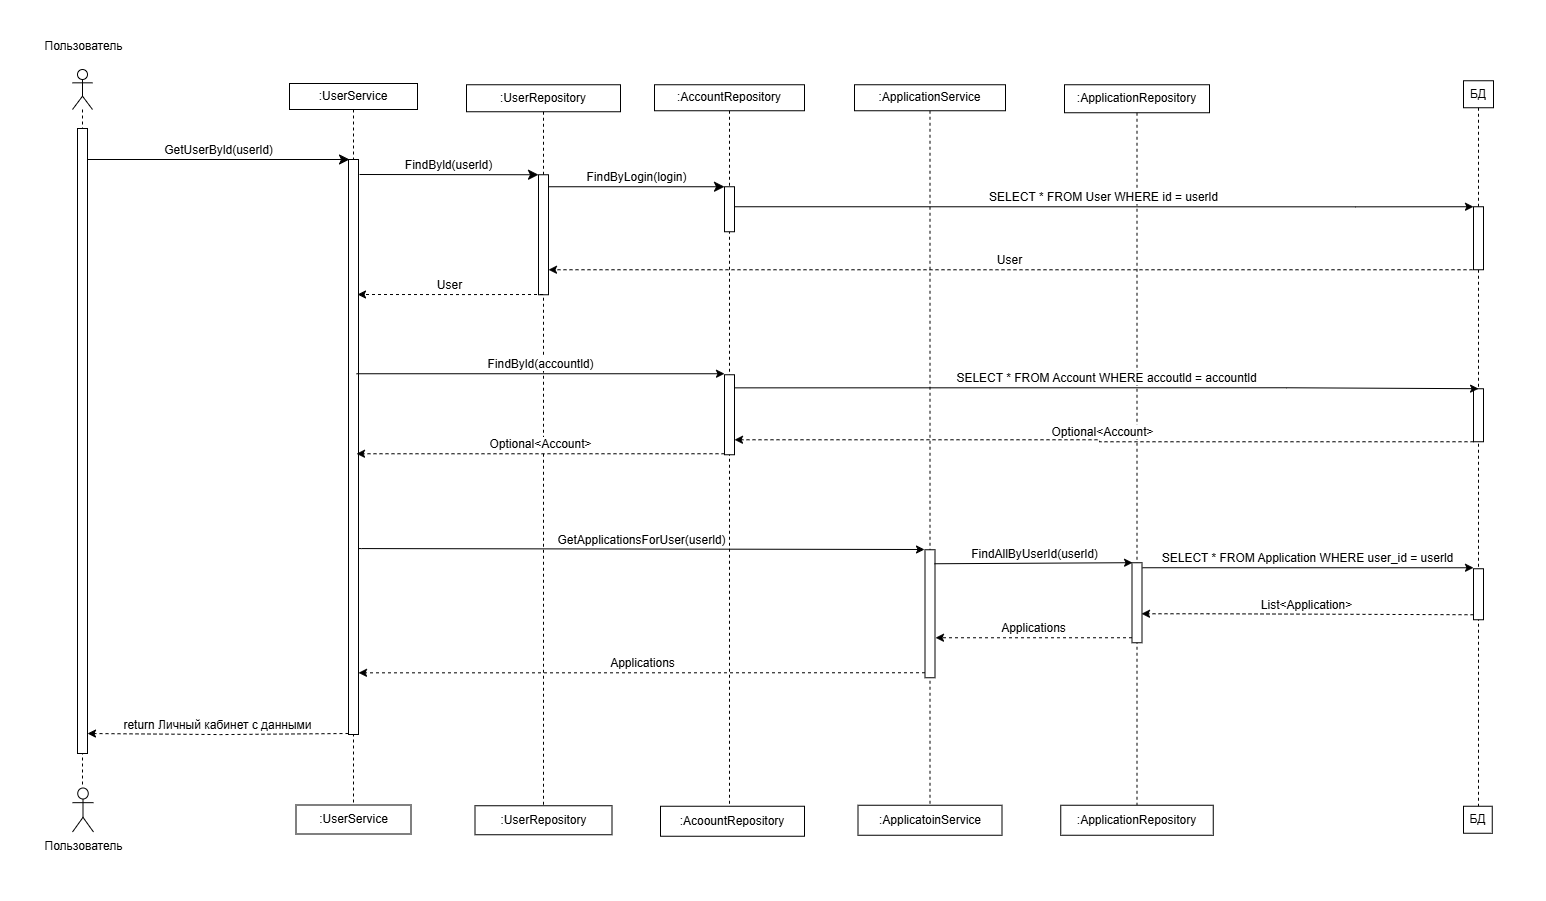 Пользователь
:UserService
:UserRepository
:AccountRepository
:ApplicationService
:ApplicationRepository
БД
GetUserById(userId)
FindById(userId)
FindByLogin(login)
SELECT * FROM User WHERE id = userId
User
User
FindById(accountId)
SELECT * FROM Account WHERE accoutId = accountId
Optional<Account>
Optional<Account>
GetApplicationsForUser(userId)
FindAllByUserId(userId)
SELECT * FROM Application WHERE user_id = userId
List<Application>
Applications
Applications
return Личный кабинет с данными
:UserService
:UserRepository
:AcoountRepository
:ApplicatoinService
:ApplicationRepository
БД
Пользователь